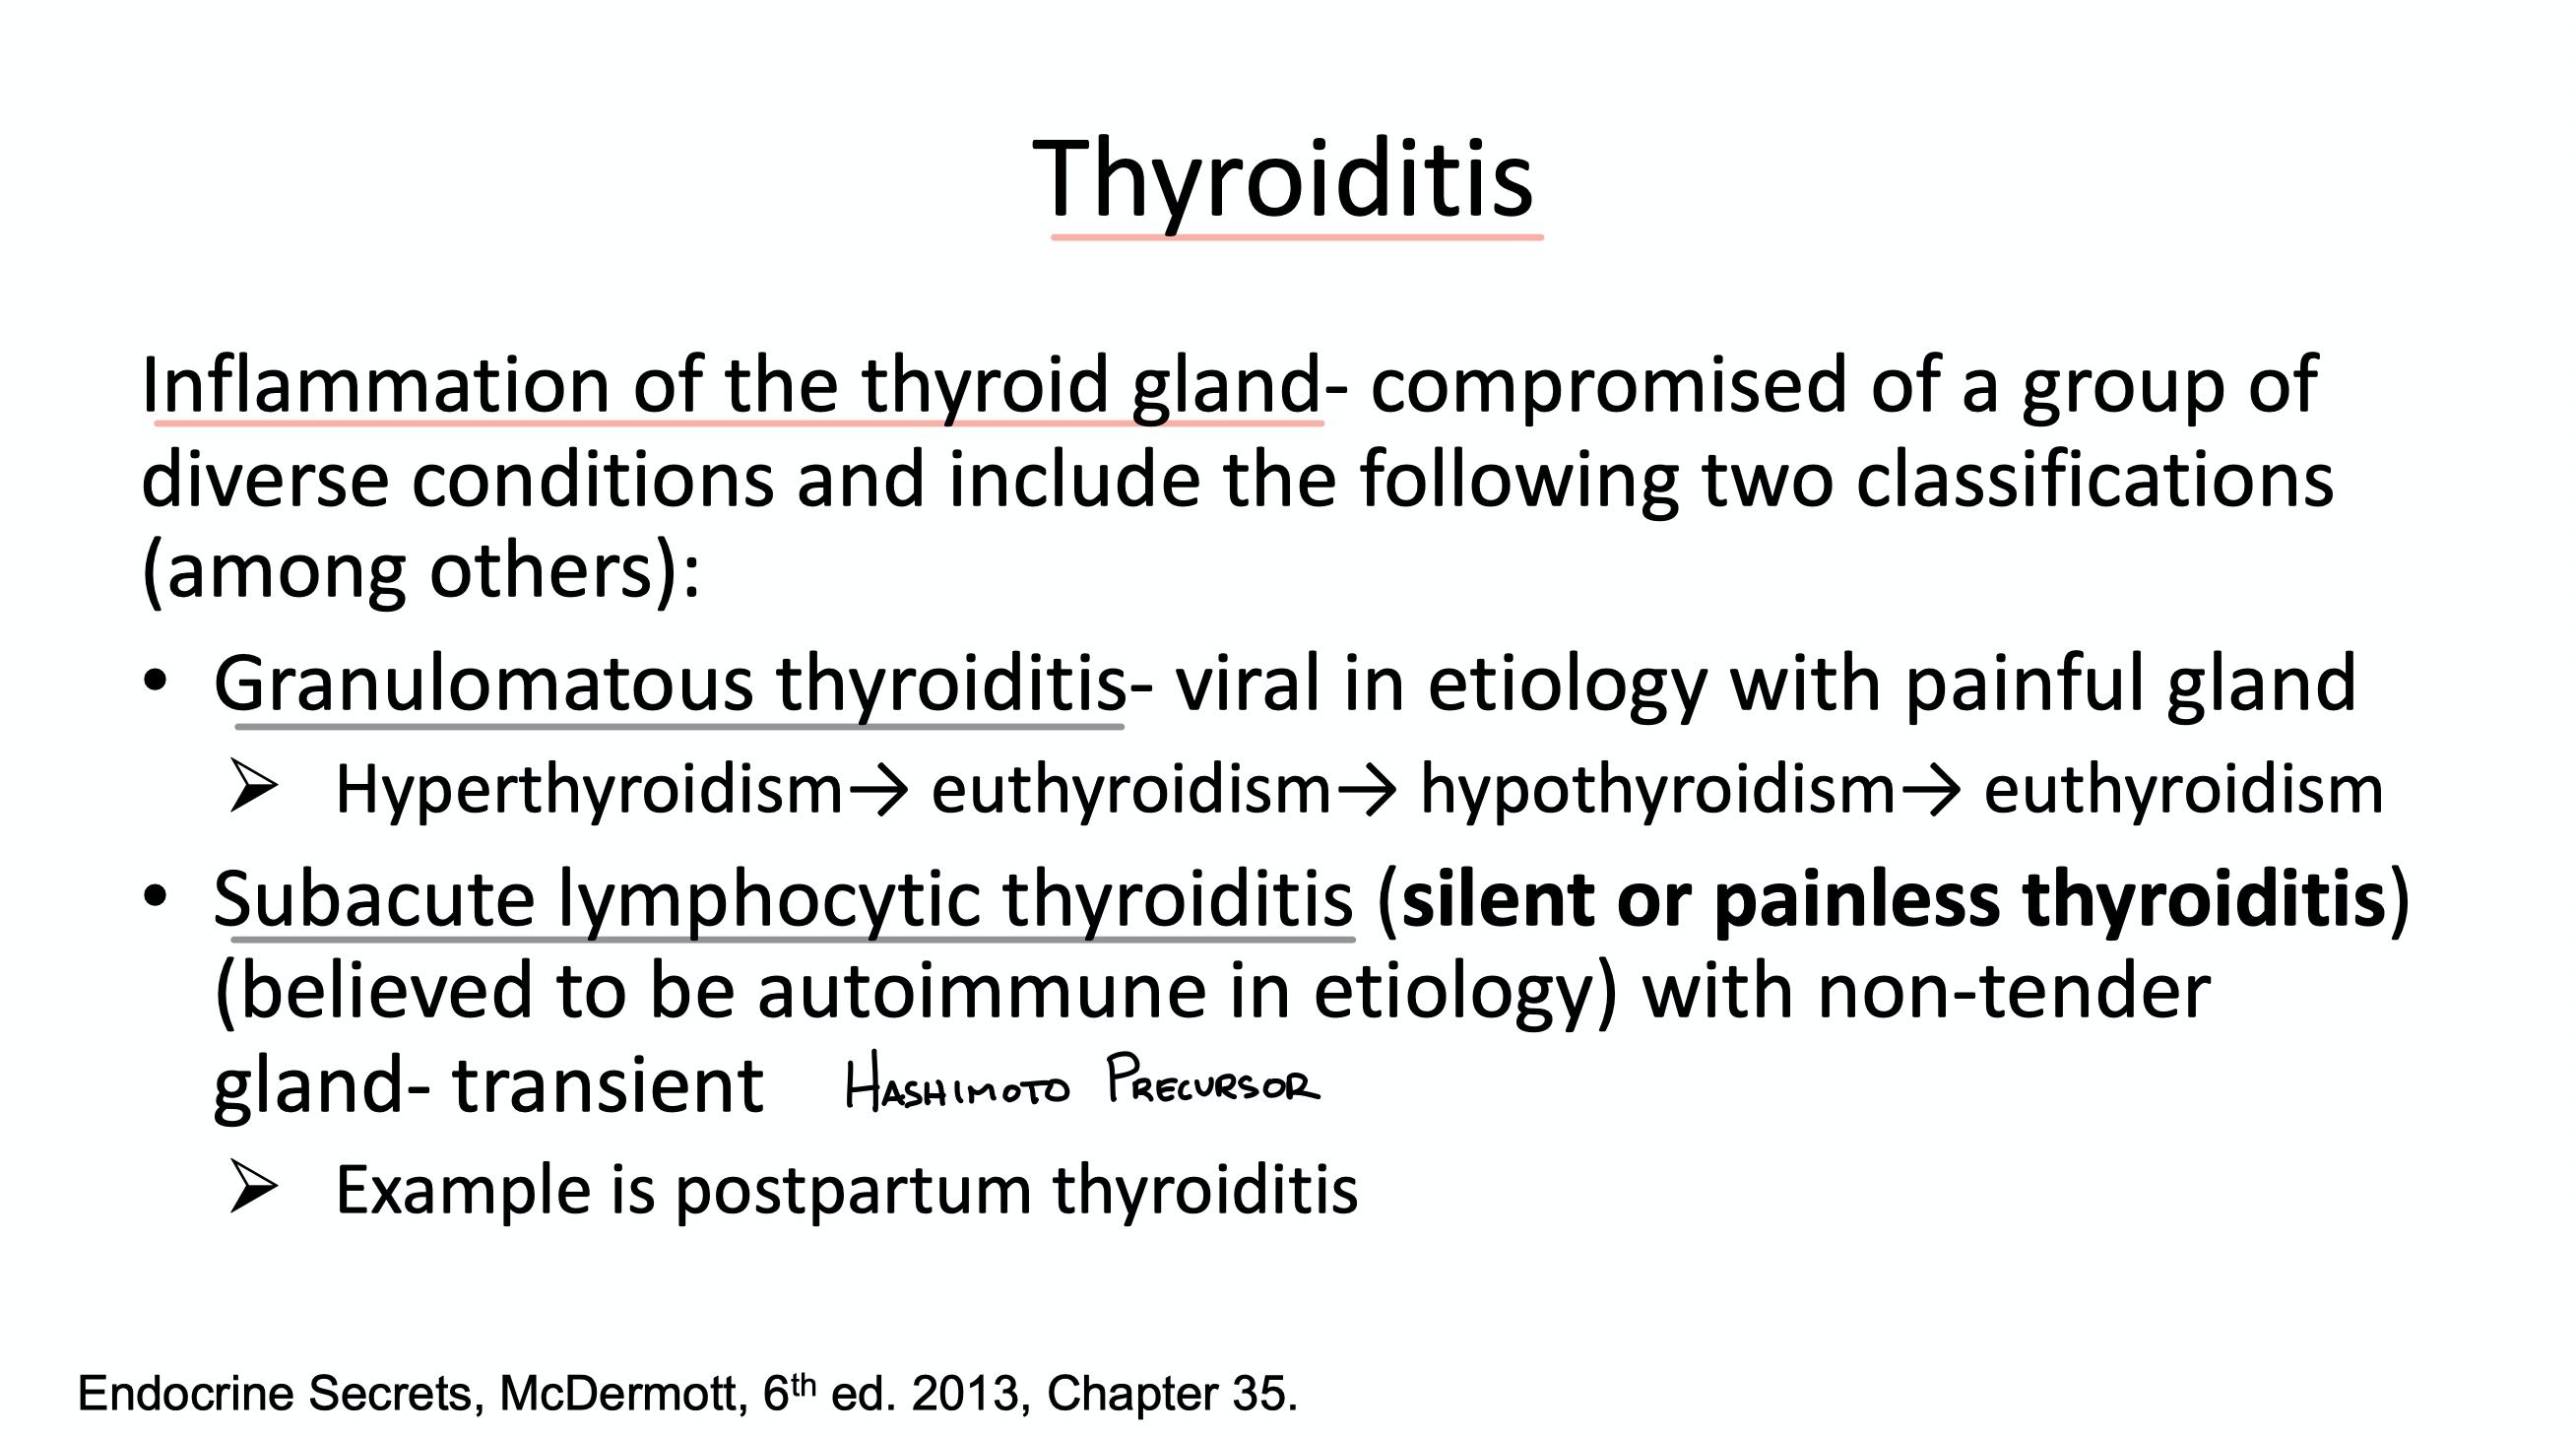 Thyroiditis
Inflammation of the thyroid gland- compromised of a group of
diverse conditions and include the following two classifications
(among others):
• Granulomatous thyroiditis- viral in etiology with painful gland
➢ Hyperthyroidism→ euthyroidism→ hypothyroidism→ euthyroidism
• Subacute lymphocytic thyroiditis (silent or painless thyroiditis)
(believed to be autoimmune in etiology) with non-tender
gland- transient HASHIMOTO PRECURSOR
➢ Example is postpartum thyroiditis
Endocrine Secrets, McDermott, 6th ed. 2013, Chapter 35.